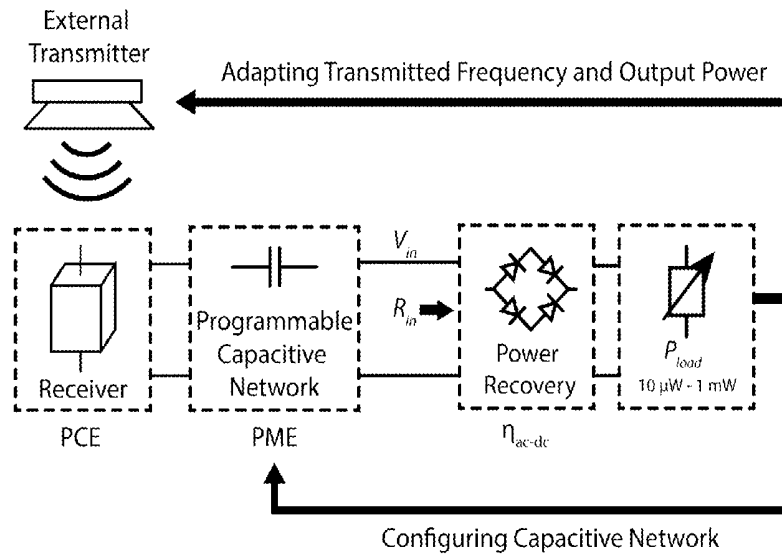 External
Transmitter
Adapting Transmitted Frequency and Output Power
Receiver
PCE
Programmable
Capacitive
Network
PME
V_in
R_in
Power
Recovery
η_ac-dc
P_load
10 μW - 1 mW
Configuring Capacitive Network